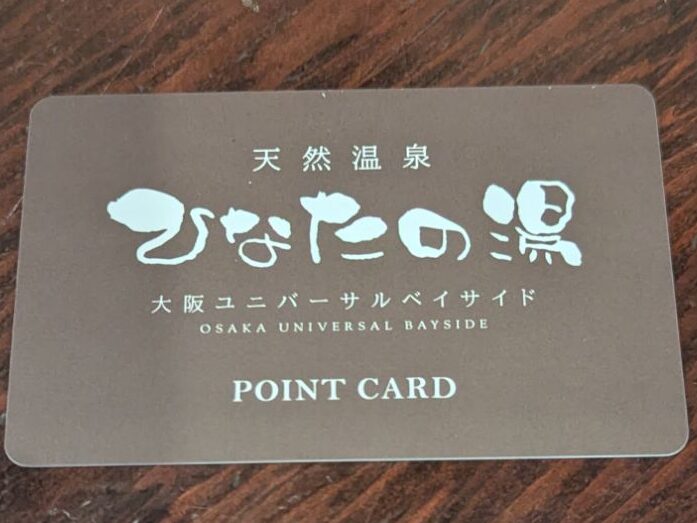 天然温泉
ひなたの湯
大阪ユニバーサルベイサイド
OSAKA UNIVERSAL BAYSIDE
POINT CARD